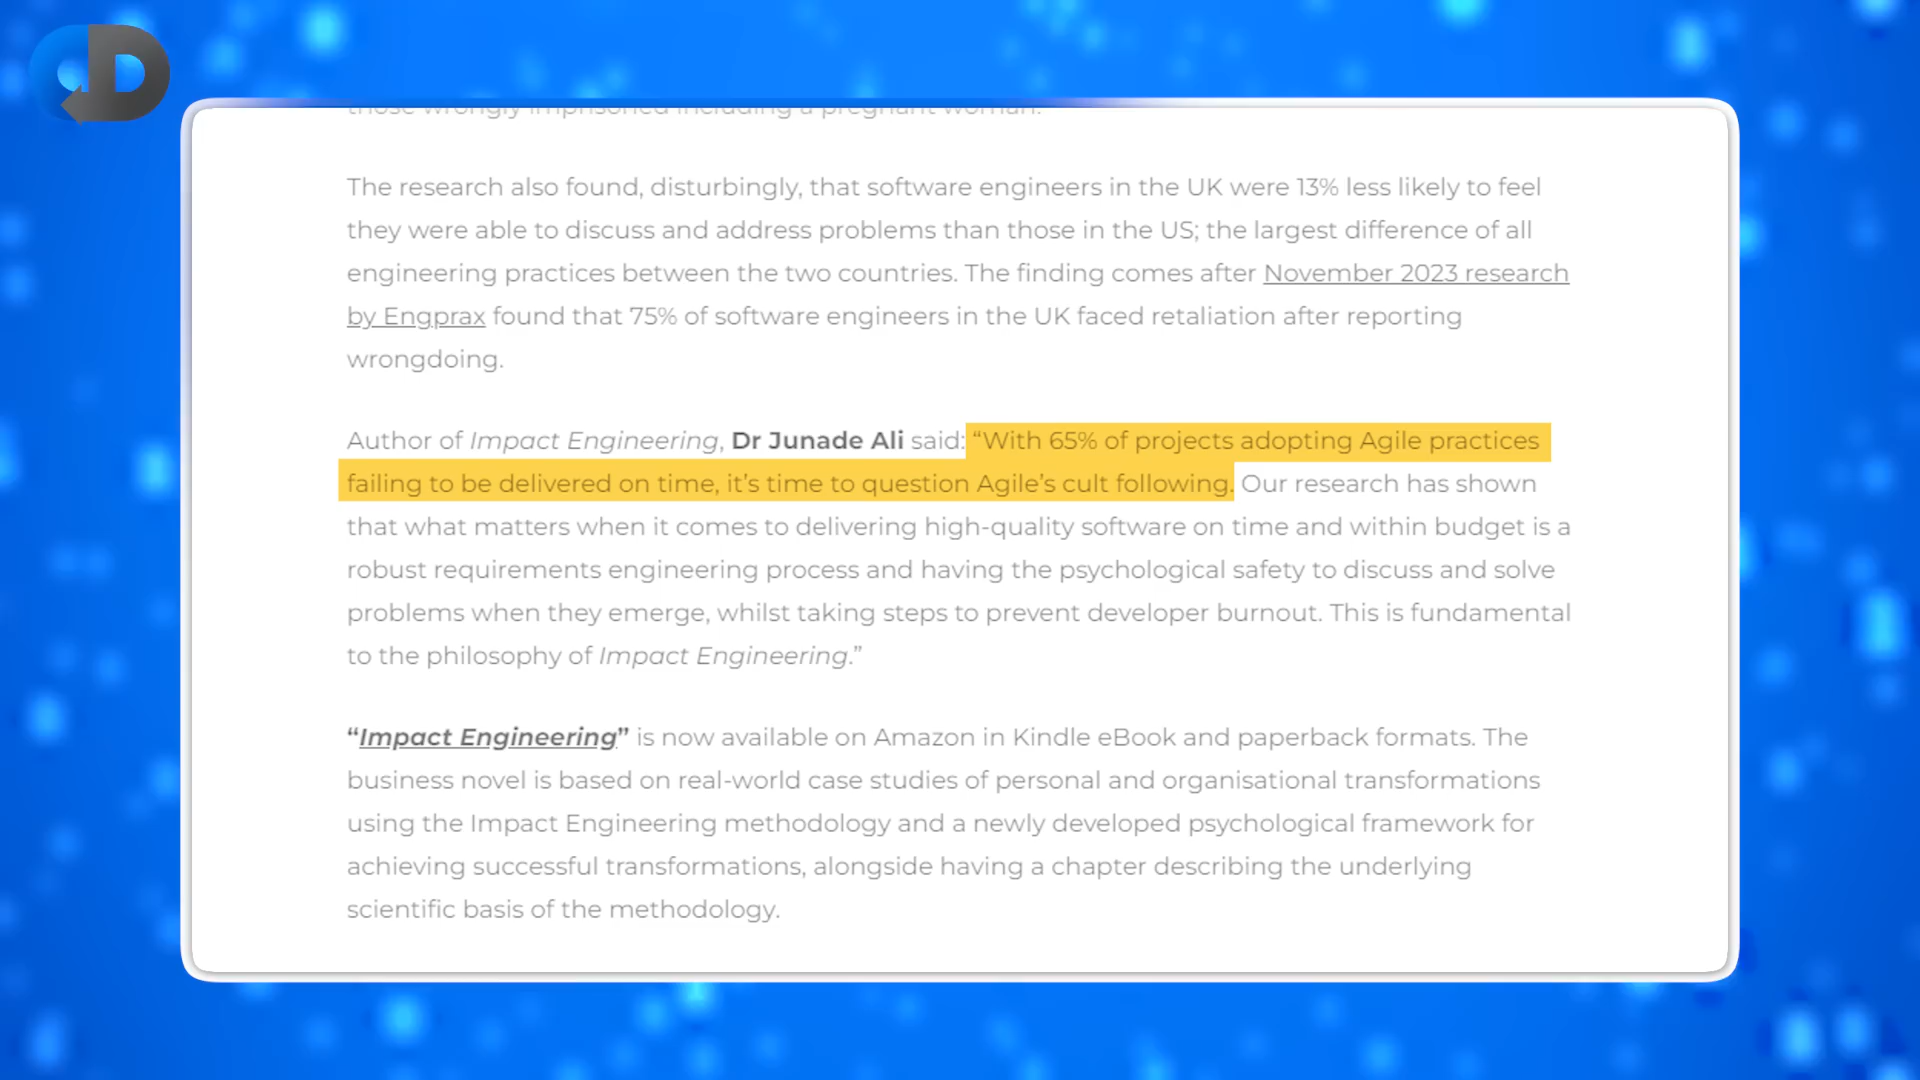 those wrongly imprisoned including a pregnant woman.
The research also found, disturbingly, that software engineers in the UK were 13% less likely to feel
they were able to discuss and address problems than those in the US; the largest difference of all
engineering practices between the two countries. The finding comes after November 2023 research
by Engprax found that 75% of software engineers in the UK faced retaliation after reporting
wrongdoing.
Author of Impact Engineering, Dr Junade Ali said: “With 65% of projects adopting Agile practices
failing to be delivered on time, it’s time to question Agile’s cult following. Our research has shown
that what matters when it comes to delivering high-quality software on time and within budget is a
robust requirements engineering process and having the psychological safety to discuss and solve
problems when they emerge, whilst taking steps to prevent developer burnout. This is fundamental
to the philosophy of Impact Engineering.”
“Impact Engineering” is now available on Amazon in Kindle eBook and paperback formats. The
business novel is based on real-world case studies of personal and organisational transformations
using the Impact Engineering methodology and a newly developed psychological framework for
achieving successful transformations, alongside having a chapter describing the underlying
scientific basis of the methodology.